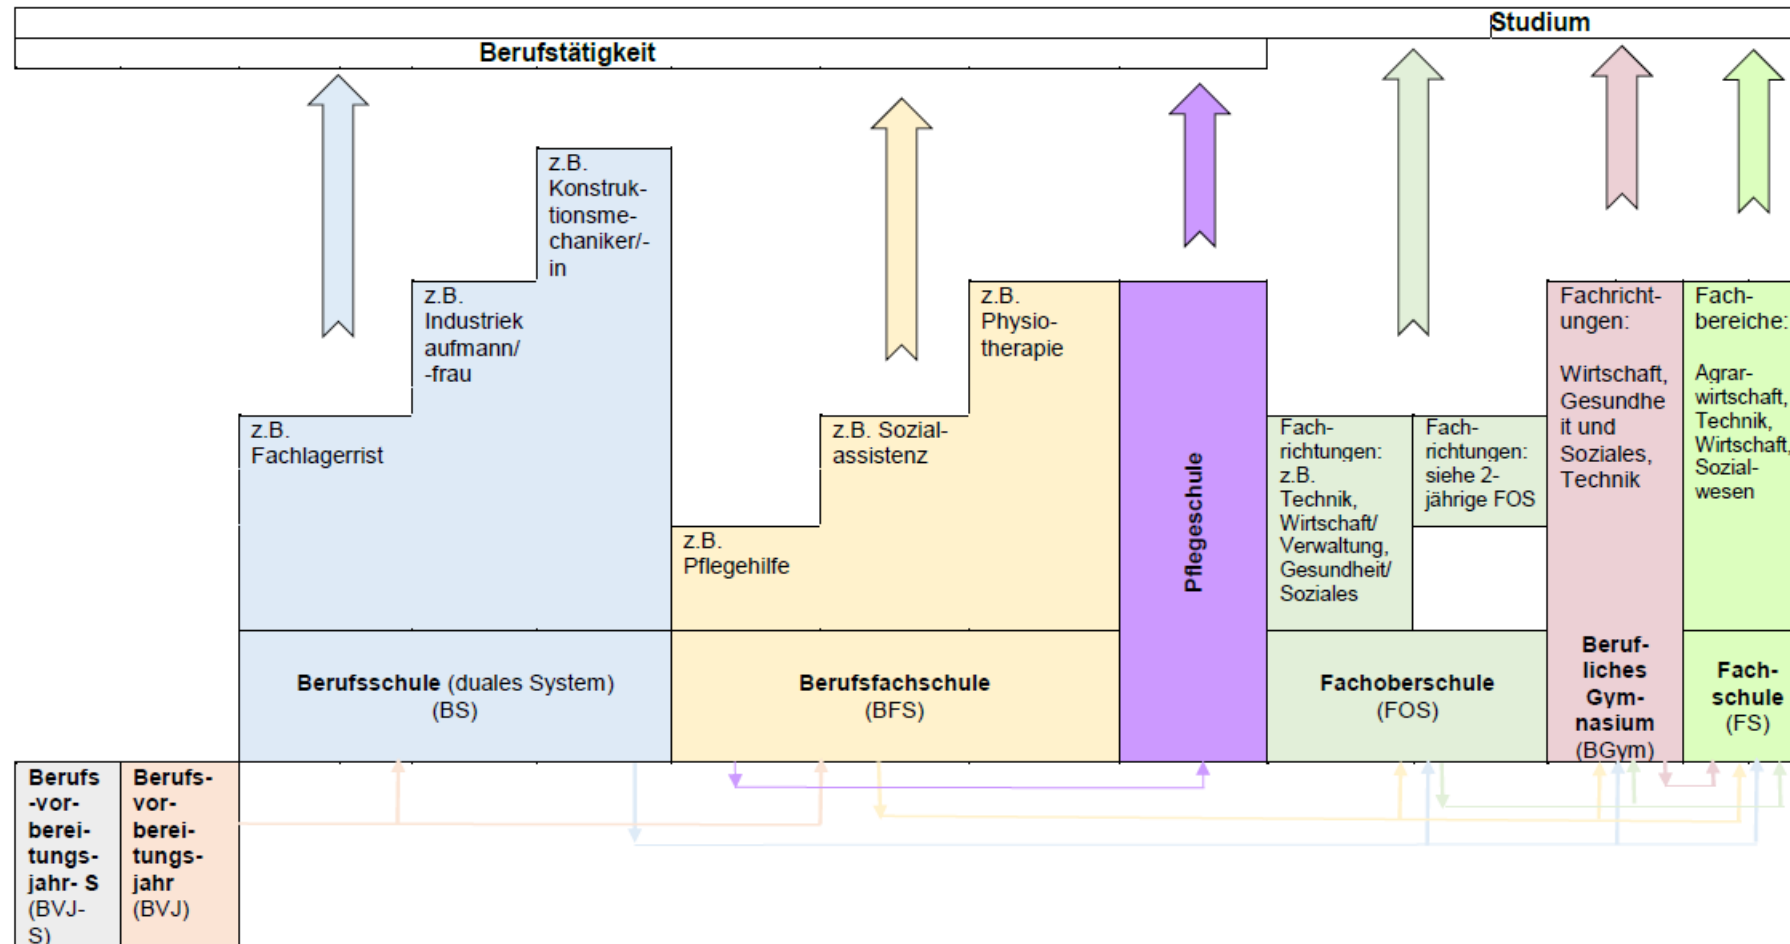 Studium
Berufstätigkeit
z.B.
Konstruk-
tionsme-
chaniker/-
in
z.B.
Industriek
aufmann/
-frau
z.B.
Fachlagerrist
z.B.
Physio-
therapie
z.B. Sozial-
assistenz
z.B.
Pflegehilfe
Pflegeschule
Fach-
richtungen:
z.B.
Technik,
Wirtschaft/
Verwaltung,
Gesundheit/
Soziales
Fach-
richtungen:
siehe 2-
jährige FOS
Fachricht-
ungen:
Wirtschaft,
Gesundhe
it und
Soziales,
Technik
Fach-
bereiche:
Agrar-
wirtschaft,
Technik,
Wirtschaft,
Sozial-
wesen
Berufsschule (duales System)
(BS)
Berufsfachschule
(BFS)
Fachoberschule
(FOS)
Beruf-
liches
Gym-
nasium
(BGym)
Fach-
schule
(FS)
Berufs
-vor-
berei-
tungs-
jahr- S
(BVJ-
S)
Berufs-
vor-
berei-
tungs-
jahr
(BVJ)